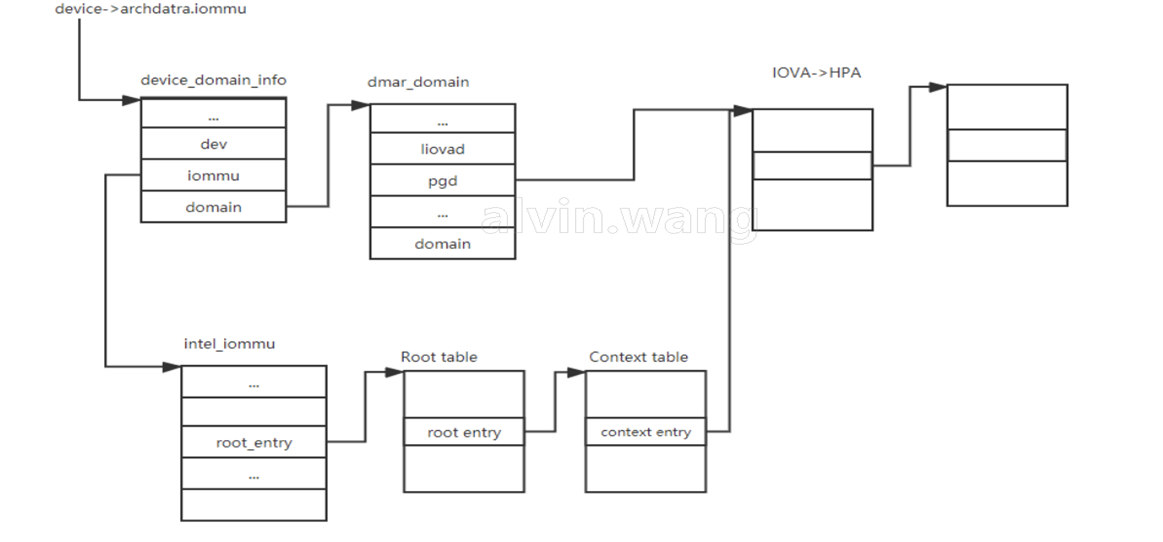 device->archdatra.iommu
device_domain_info
...
dev
iommu
domain
dmar_domain
...
liovad
pgd
...
domain
IOVA->HPA
alvin.wang
intel_iommu
...
root_entry
...
Root table
root entry
Context table
context entry